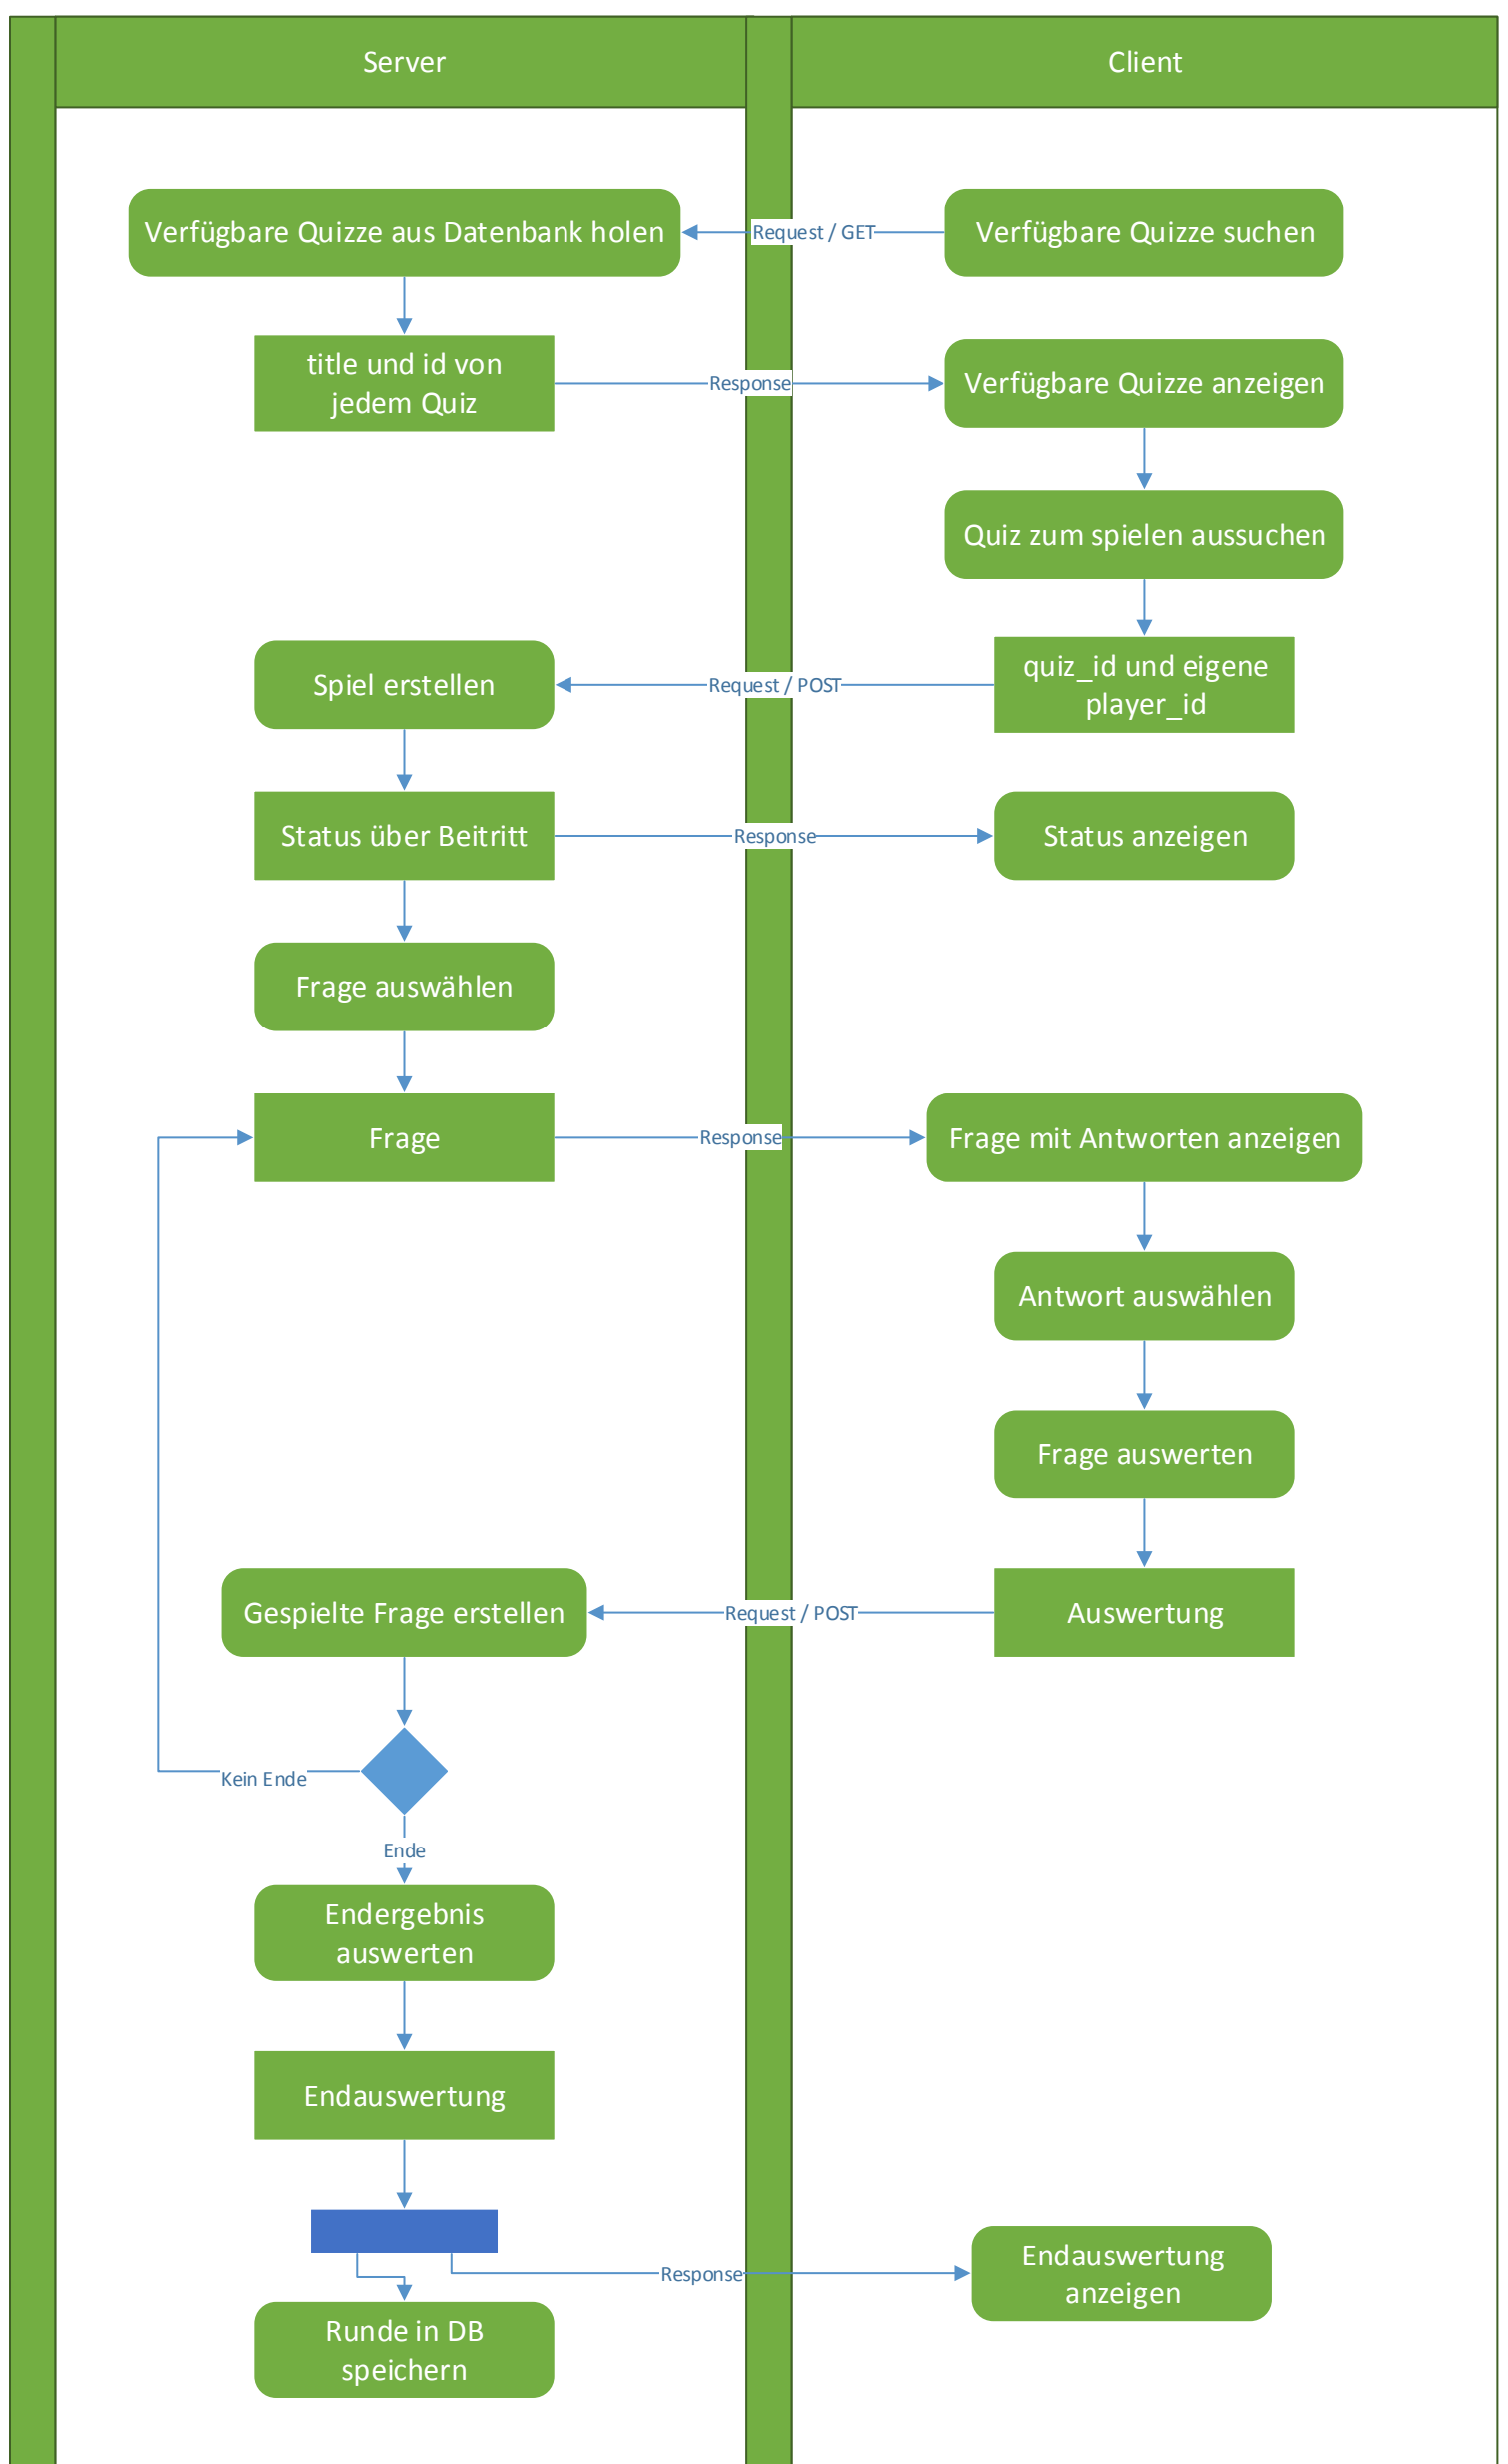 Server
Client
Verfügbare Quizze aus Datenbank holen
Request / GET
Verfügbare Quizze suchen
title und id von
jedem Quiz
Response
Verfügbare Quizze anzeigen
Quiz zum spielen aussuchen
Spiel erstellen
Request / POST
quiz_id und eigene
player_id
Status über Beitritt
Response
Status anzeigen
Frage auswählen
Frage
Response
Frage mit Antworten anzeigen
Antwort auswählen
Frage auswerten
Gespielte Frage erstellen
Request / POST
Auswertung
Kein Ende
Ende
Endergebnis
auswerten
Endauswertung
Response
Endauswertung
anzeigen
Runde in DB
speichern